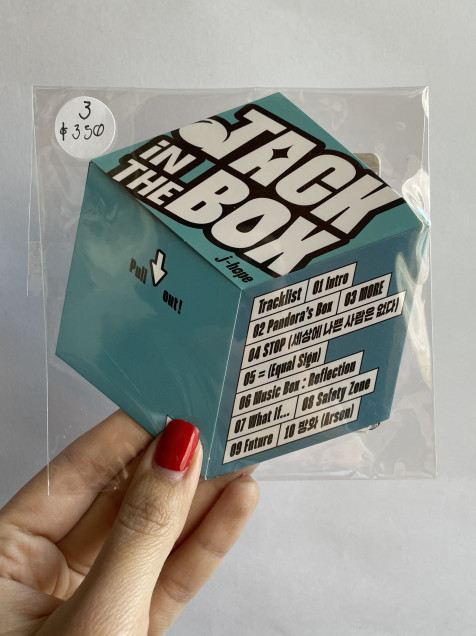 3
¢350
JACK
IN
THE
BOX
j-hope
Pull
Out!
Tracklist 01 Intro
02 Pandora's Box 03 MORE
04 STOP (세상에 나쁜 사람은 없다)
05 = (Equal Sign)
06 Music Box : Reflection
07 What if... 08 Safety Zone
09 Future 10 방화 (Arson)